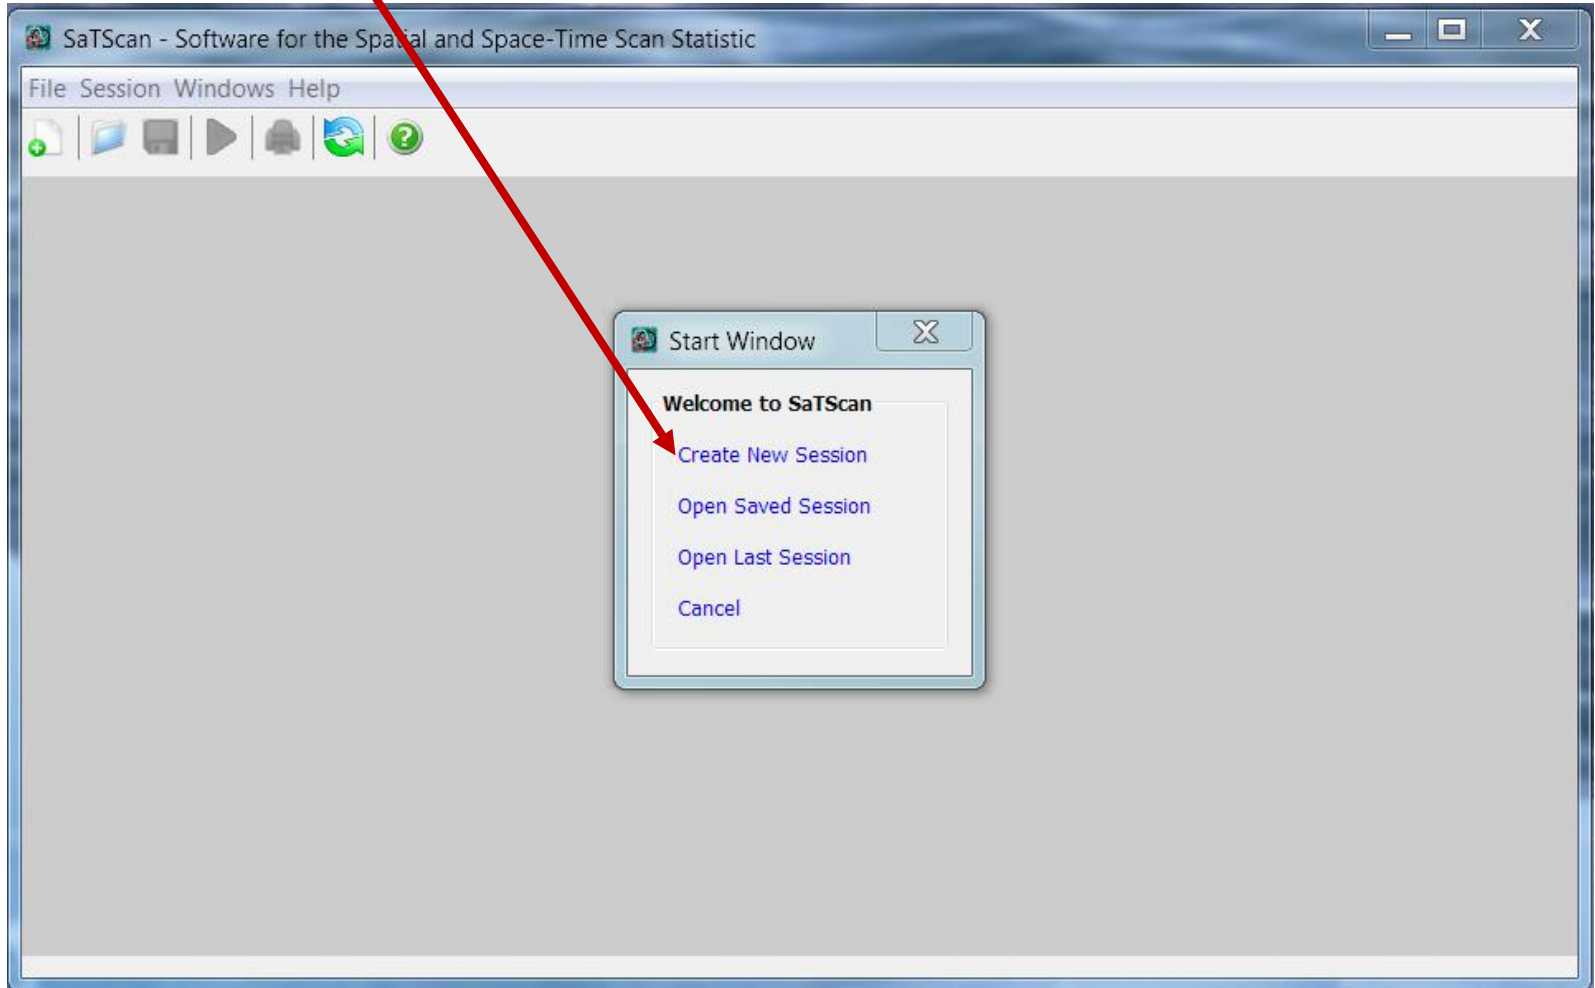 SaTScan - Software for the Spatial and Space-Time Scan Statistic
File Session Windows Help
Start Window
Welcome to SaTScan
Create New Session
Open Saved Session
Open Last Session
Cancel